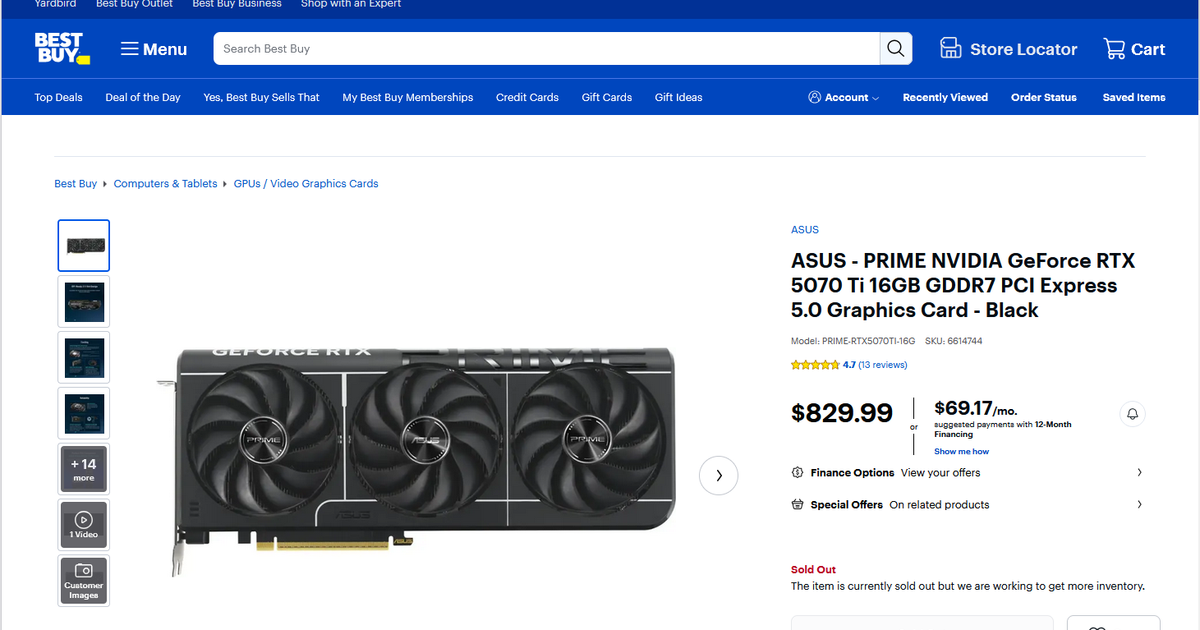 Yardbird Best Buy Outlet Best Buy Business Shop with an Expert
BEST BUY
Menu
Search Best Buy
Store Locator
Cart
Top Deals Deal of the Day Yes, Best Buy Sells That My Best Buy Memberships Credit Cards Gift Cards Gift Ideas Account Recently Viewed Order Status Saved Items
Best Buy Computers & Tablets GPUs / Video Graphics Cards
+ 14
more
1 Video
Customer
Images
GEFORCE RTX
PRIME
ASUS
PRIME
ASUS
ASUS
ASUS
ASUS - PRIME NVIDIA GeForce RTX
5070 Ti 16GB GDDR7 PCI Express
5.0 Graphics Card - Black
Model: PRIME-RTX5070TI-16G SKU: 6614744
4.7 (13 reviews)
$829.99
or
$69.17/mo.
suggested payments with 12-Month
Financing
Show me how
Finance Options View your offers
Special Offers On related products
Sold Out
The item is currently sold out but we are working to get more inventory.